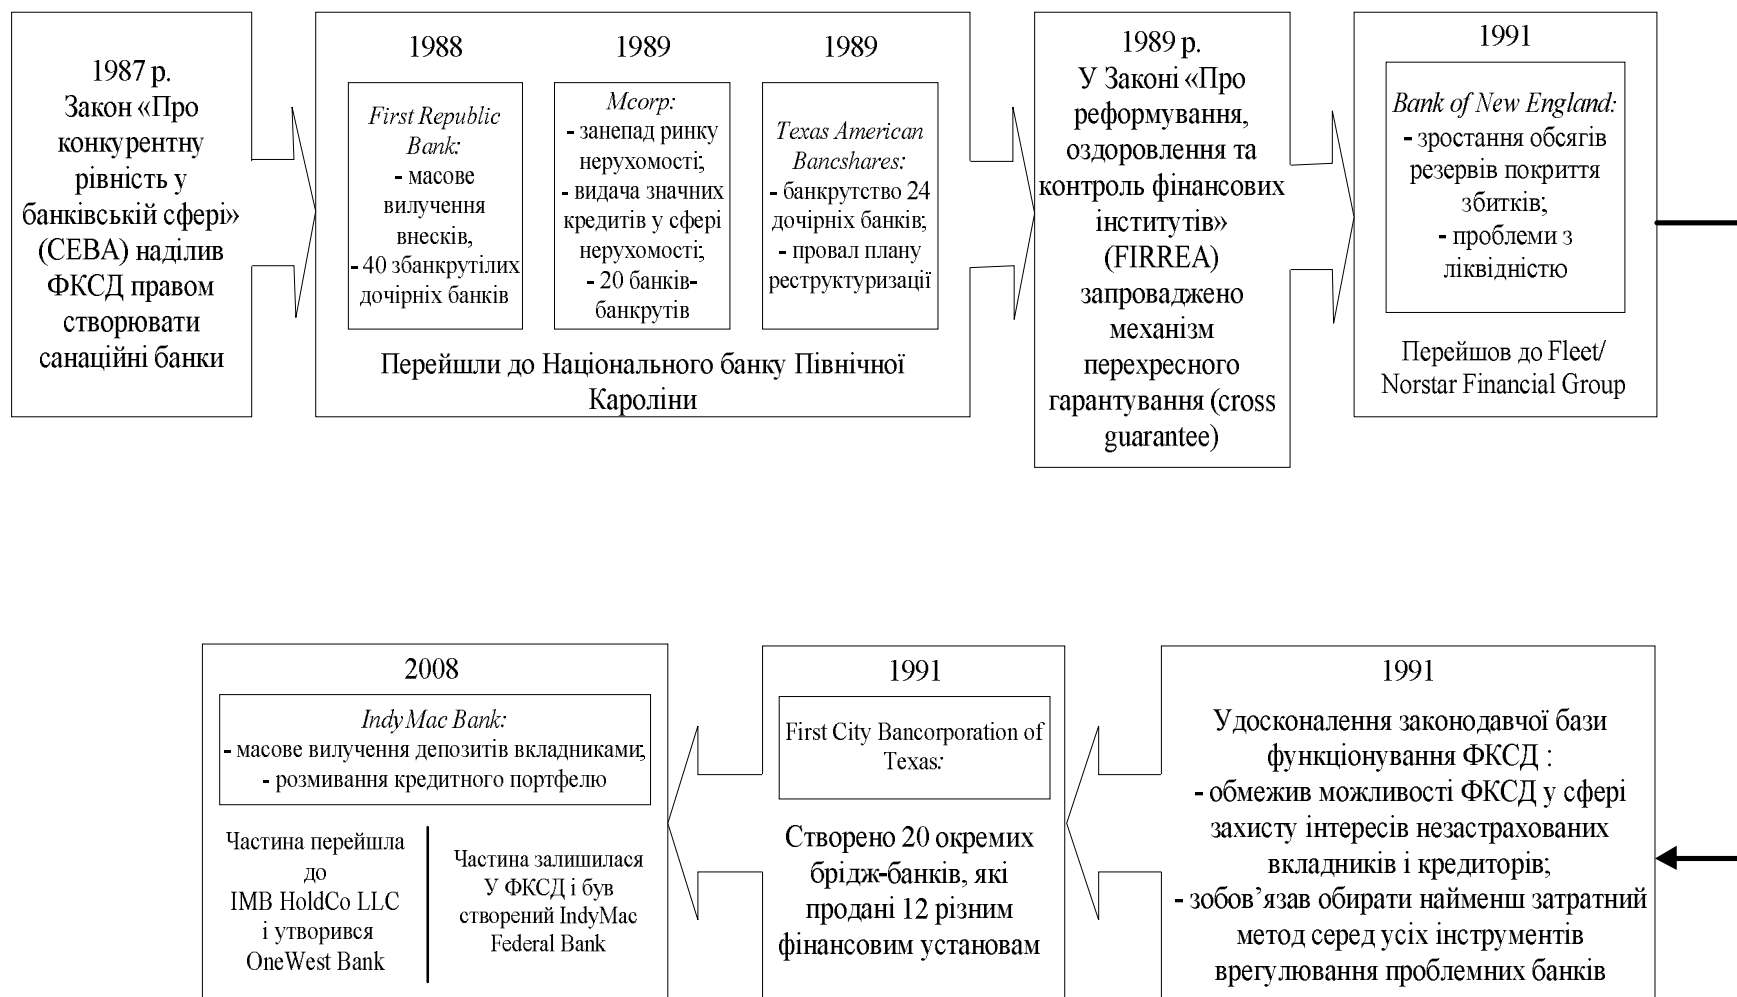 1987 р.
Закон «Про
конкурентну
рівність у
банківській сфері»
(CEBA) наділив
ФКСД правом
створювати
санаційні банки
1988
First Republic
Bank:
- масове
вилучення
внесків,
- 40 збанкрутілих
дочірніх банків
1989
Mcorp:
- занепад ринку
нерухомості;
- видача значних
кредитів у сфері
нерухомості;
- 20 банків-
банкрутів
1989
Texas American
Bancshares:
- банкрутство 24
дочірніх банків;
- провал плану
реструктуризації
Перейшли до Національного банку Північної
Кароліни
1989 р.
У Законі «Про
реформування,
оздоровлення та
контроль фінансових
інститутів»
(FIRREA)
запроваджено
механізм
перехресного
гарантування (cross
guarantee)
1991
Bank of New England:
- зростання обсягів
резервів покриття
збитків;
- проблеми з
ліквідністю
Перейшов до Fleet/
Norstar Financial Group
1991
Удосконалення законодавчої бази
функціонування ФКСД :
- обмежив можливості ФКСД у сфері
захисту інтересів незастрахованих
вкладників і кредиторів;
- зобов’язав обирати найменш затратний
метод серед усіх інструментів
врегулювання проблемних банків
1991
First City Bancorporation of
Texas:
Створено 20 окремих
брідж-банків, які
продані 12 різним
фінансовим установам
2008
IndyMac Bank:
- масове вилучення депозитів вкладниками;
- розмивання кредитного портфелю
Частина перейшла
до
IMB HoldCo LLC
і утворився
OneWest Bank
Частина залишилася
У ФКСД і був
створений IndyMac
Federal Bank